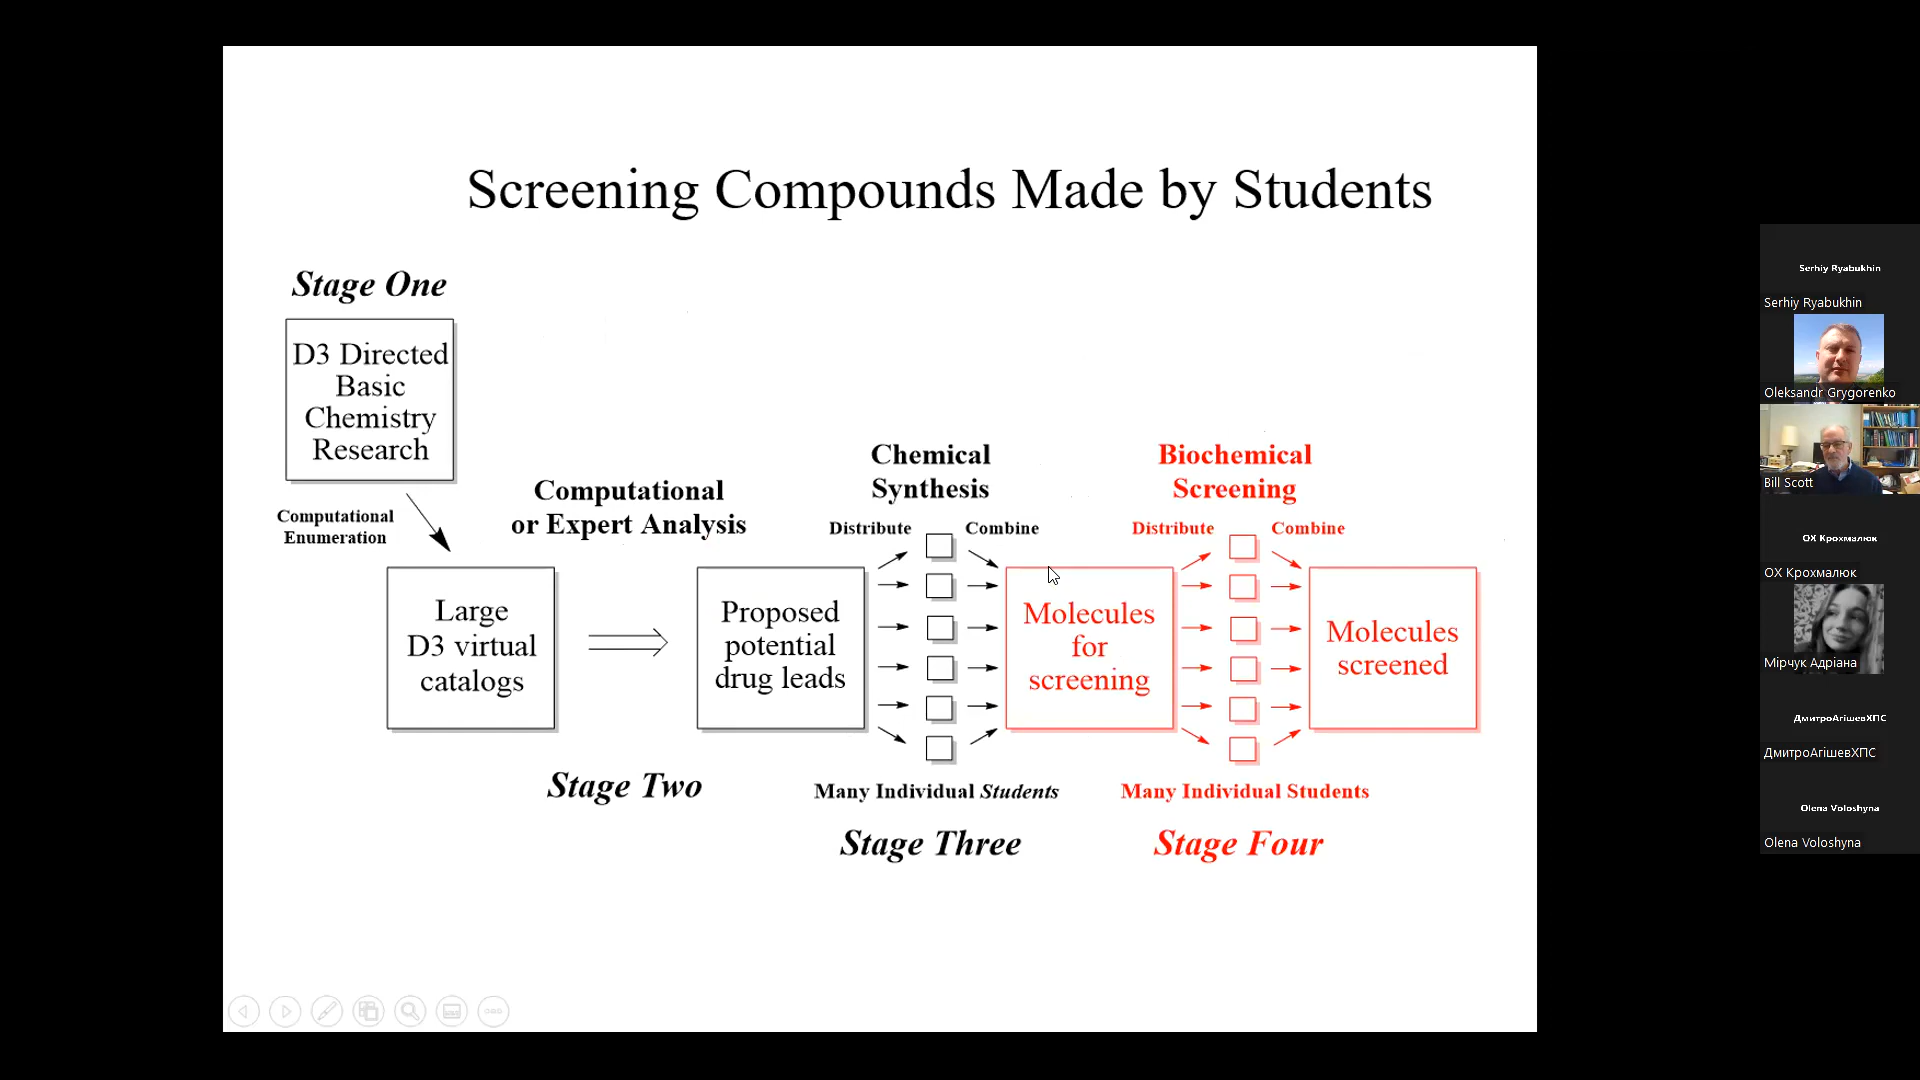 Screening Compounds Made by Students
Stage One
D3 Directed
Basic
Chemistry
Research
Computational
Enumeration
Large
D3 virtual
catalogs
Computational
or Expert Analysis
Stage Two
Proposed
potential
drug leads
Chemical
Synthesis
Distribute
Combine
Many Individual Students
Stage Three
Molecules
for
screening
Biochemical
Screening
Distribute
Combine
Many Individual Students
Stage Four
Molecules
screened
Serhiy Ryabukhin
Serhiy Ryabukhin
Oleksandr Grygorenko
Bill Scott
ОХ Крохмалюк
ОХ Крохмалюк
Мірчук Адріана
ДмитроАгішевХПС
ДмитроАгішевХПС
Olena Voloshyna
Olena Voloshyna